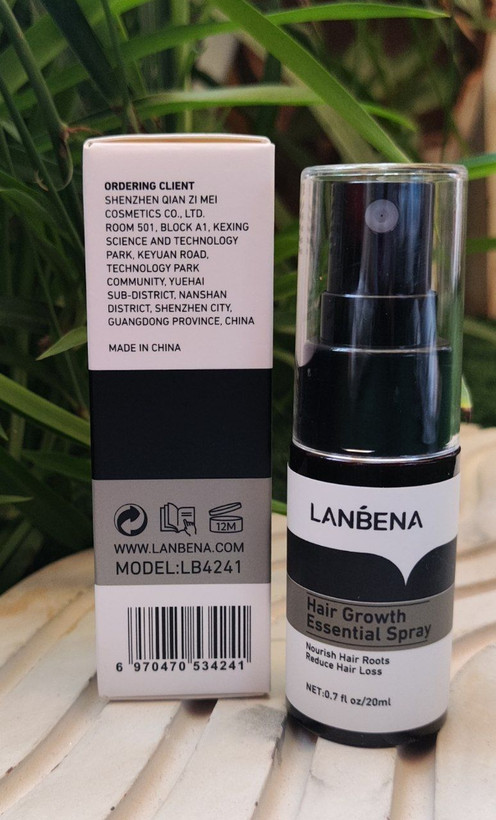 ORDERING CLIENT
SHENZHEN QIAN ZI MEI
COSMETICS CO., LTD.
ROOM 501, BLOCK A1, KEXING
SCIENCE AND TECHNOLOGY
PARK, KEYUAN ROAD,
TECHNOLOGY PARK
COMMUNITY, YUEHAI
SUB-DISTRICT, NANSHAN
DISTRICT, SHENZHEN CITY,
GUANGDONG PROVINCE, CHINA
MADE IN CHINA
12M
WWW.LANBENA.COM
MODEL:LB4241
6 970470 534241
LANBENA
Hair Growth
Essential Spray
Nourish Hair Roots
Reduce Hair Loss
NET:0.7 fl oz/20ml